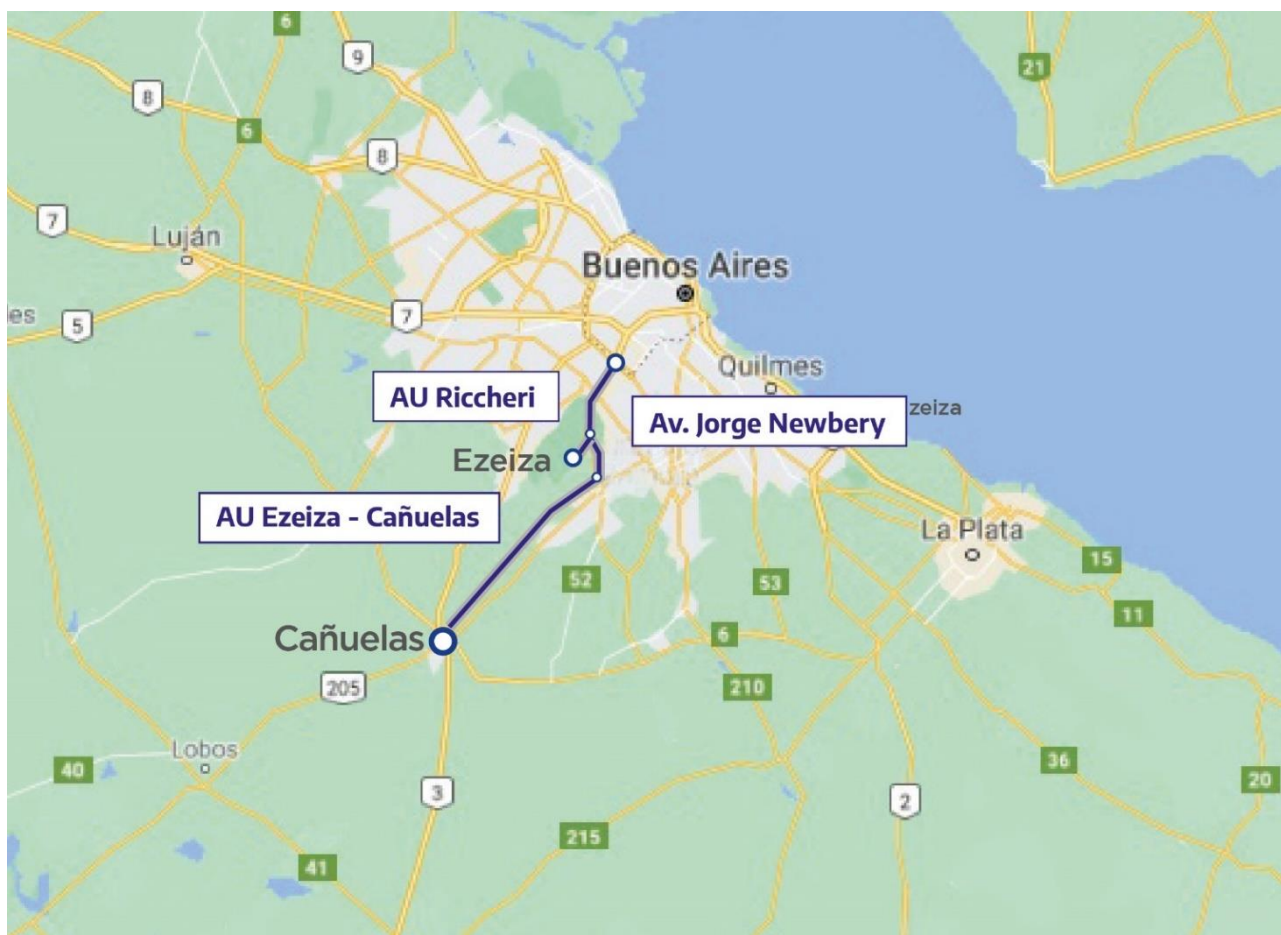 6
9
21
8
6
8
7
Luján
Buenos Aires
es
5
7
Quilmes
AU Riccheri
zeiza
Av. Jorge Newbery
Ezeiza
AU Ezeiza - Cañuelas
La Plata
52
53
15
11
Cañuelas
6
205
210
Lobos
40
36
20
3
2
215
41